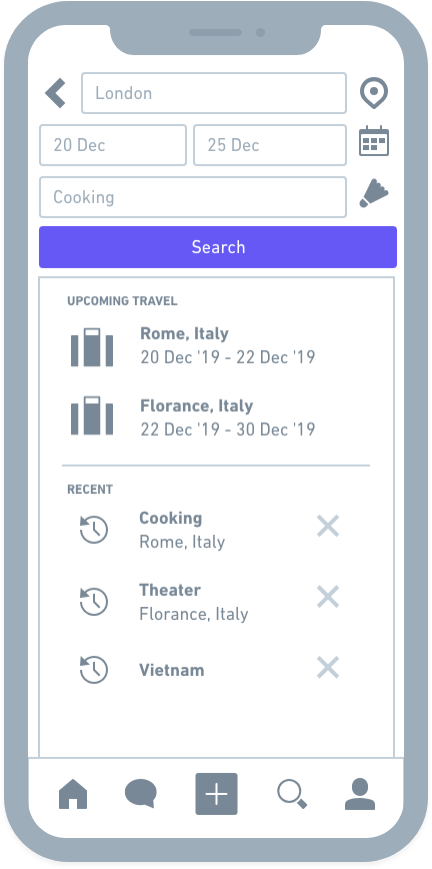 London
20 Dec
25 Dec
Cooking
Search
UPCOMING TRAVEL
Rome, Italy
20 Dec '19 - 22 Dec '19
Florance, Italy
22 Dec '19 - 30 Dec '19
RECENT
Cooking
Rome, Italy
Theater
Florance, Italy
Vietnam